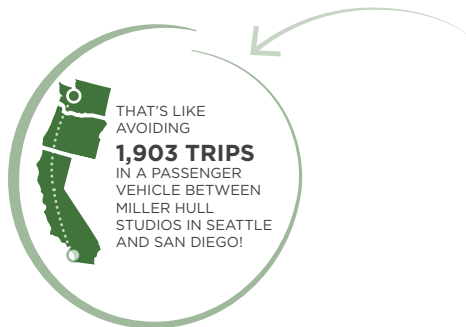 THAT'S LIKE
AVOIDING
1,903 TRIPS
IN A PASSENGER
VEHICLE BETWEEN
MILLER HULL
STUDIOS IN SEATTLE
AND SAN DIEGO!